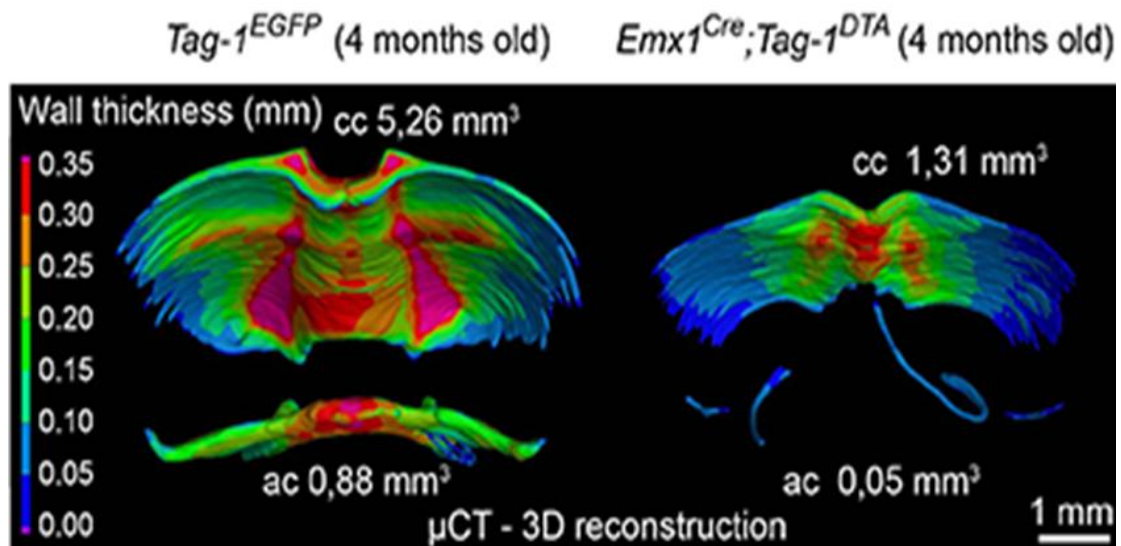 Tag-1EGFP (4 months old)
Emx1Cre;Tag-1DTA (4 months old)
Wall thickness (mm)
cc 5,26 mm³
cc 1,31 mm³
0.35
0.30
0.25
0.20
0.15
0.10
0.05
0.00
ac 0,88 mm³
ac 0,05 mm³
µCT - 3D reconstruction
1 mm